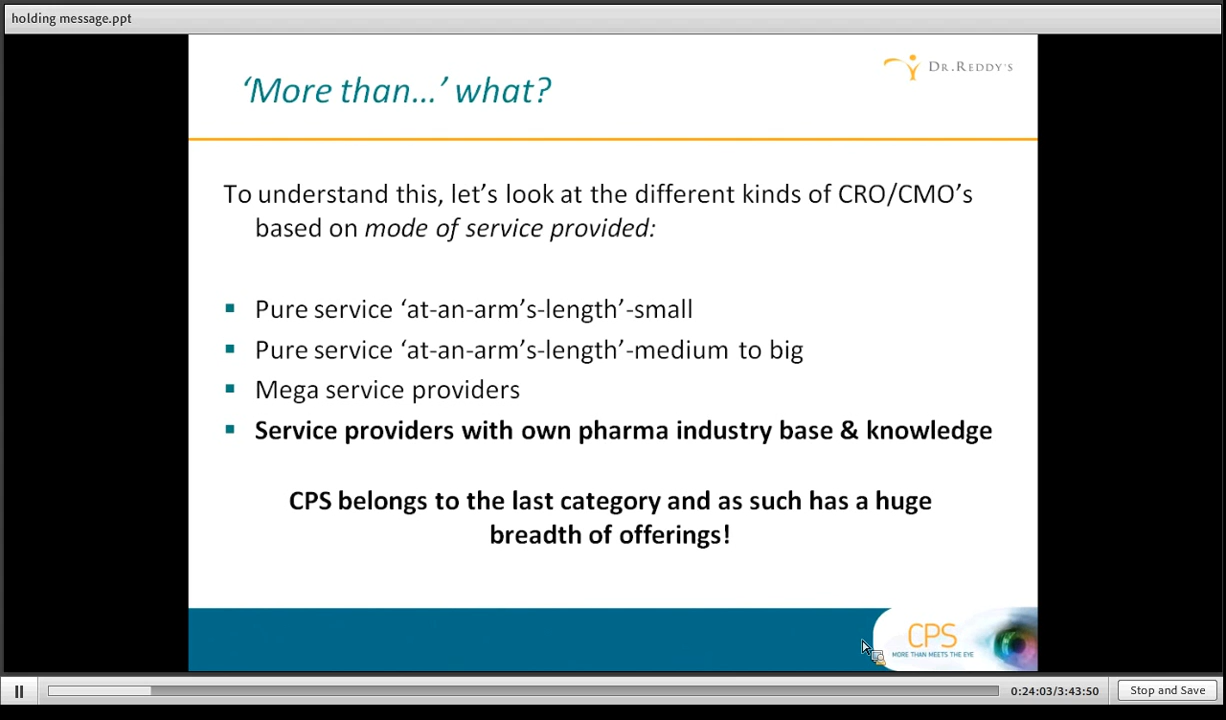 holding message.ppt
'More than...' what?
DR.REDDY'S
To understand this, let's look at the different kinds of CRO/CMO's
based on mode of service provided:
▪ Pure service 'at-an-arm's-length'-small
▪ Pure service 'at-an-arm's-length'-medium to big
▪ Mega service providers
▪ Service providers with own pharma industry base & knowledge
CPS belongs to the last category and as such has a huge
breadth of offerings!
CPS
MORE THAN MEETS THE EYE
0:24:03/3:43:50
Stop and Save